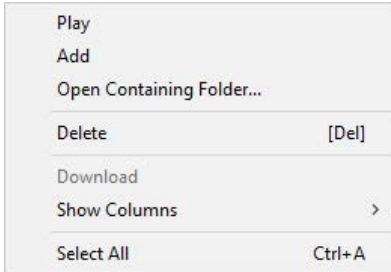 Play
Add
Open Containing Folder...
Delete [Del]
Download
Show Columns >
Select All Ctrl+A